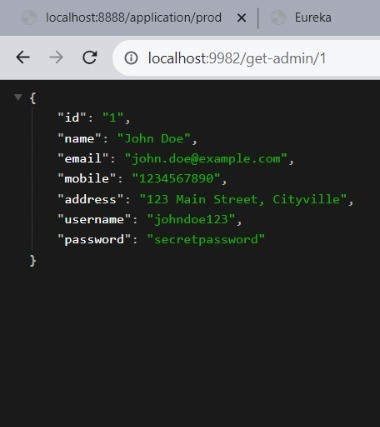 localhost:8888/application/prod
Eureka
localhost:9982/get-admin/1
{
"id": "1",
"name": "John Doe",
"email": "john.doe@example.com",
"mobile": "1234567890",
"address": "123 Main Street, Cityville",
"username": "johndoe123",
"password": "secretpassword"
}